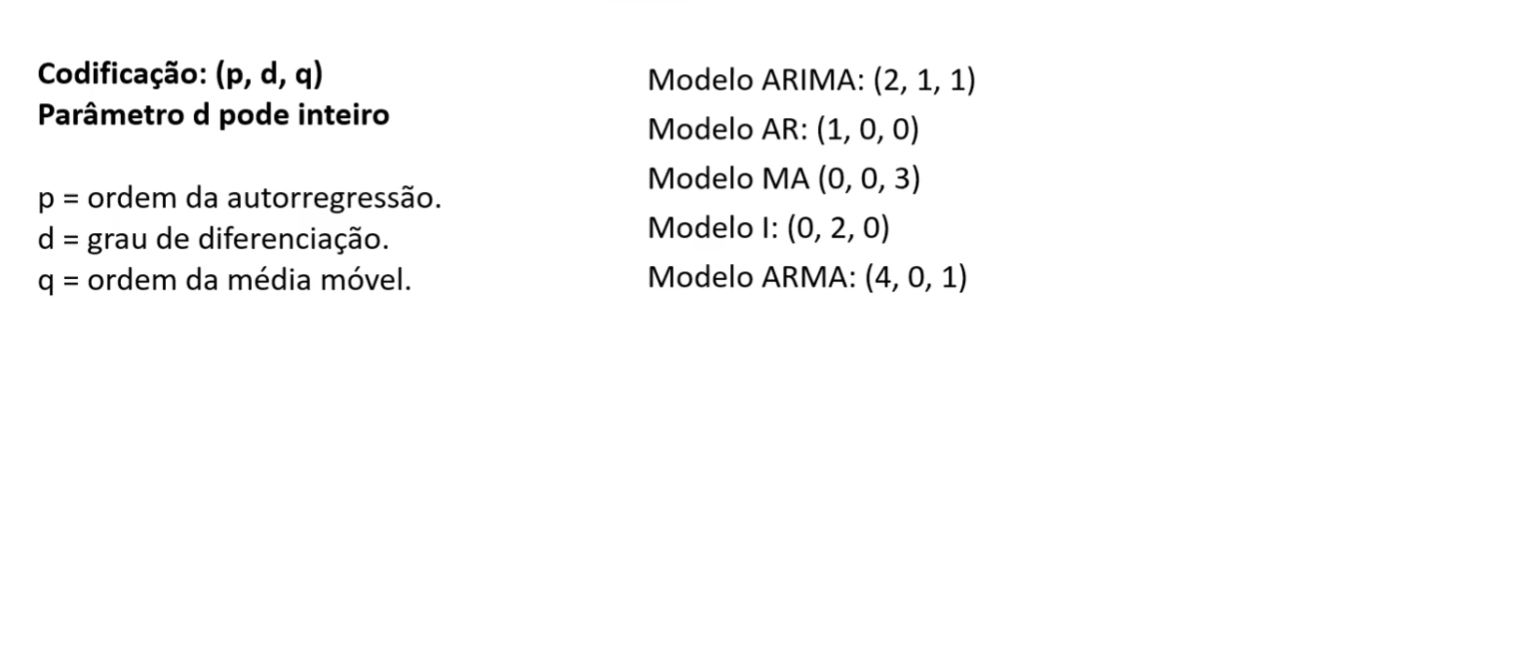 Codificação: (p, d, q)
Parâmetro d pode inteiro
p = ordem da autorregressão.
d = grau de diferenciação.
q = ordem da média móvel.
Modelo ARIMA: (2, 1, 1)
Modelo AR: (1, 0, 0)
Modelo MA (0, 0, 3)
Modelo I: (0, 2, 0)
Modelo ARMA: (4, 0, 1)